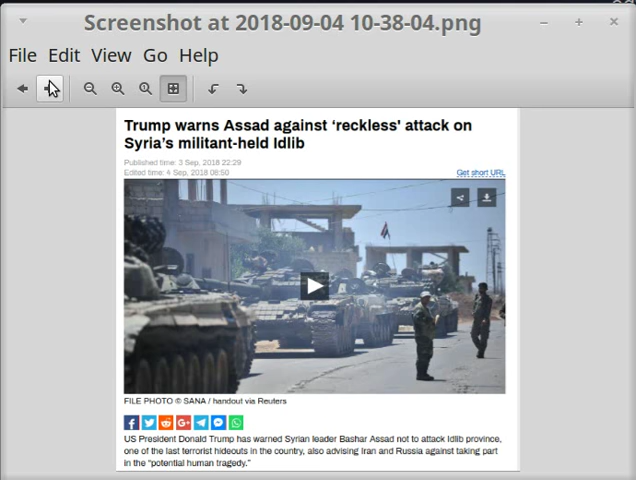 Screenshot at 2018-09-04 10-38-04.png
File Edit View Go Help
Trump warns Assad against ‘reckless' attack on
Syria’s militant-held Idlib
Published time: 3 Sep, 2018 22:29
Edited time: 4 Sep, 2018 08:50
Get short URL
FILE PHOTO © SANA / handout via Reuters
US President Donald Trump has warned Syrian leader Bashar Assad not to attack Idlib province,
one of the last terrorist hideouts in the country, also advising Iran and Russia against taking part
in the “potential human tragedy.”